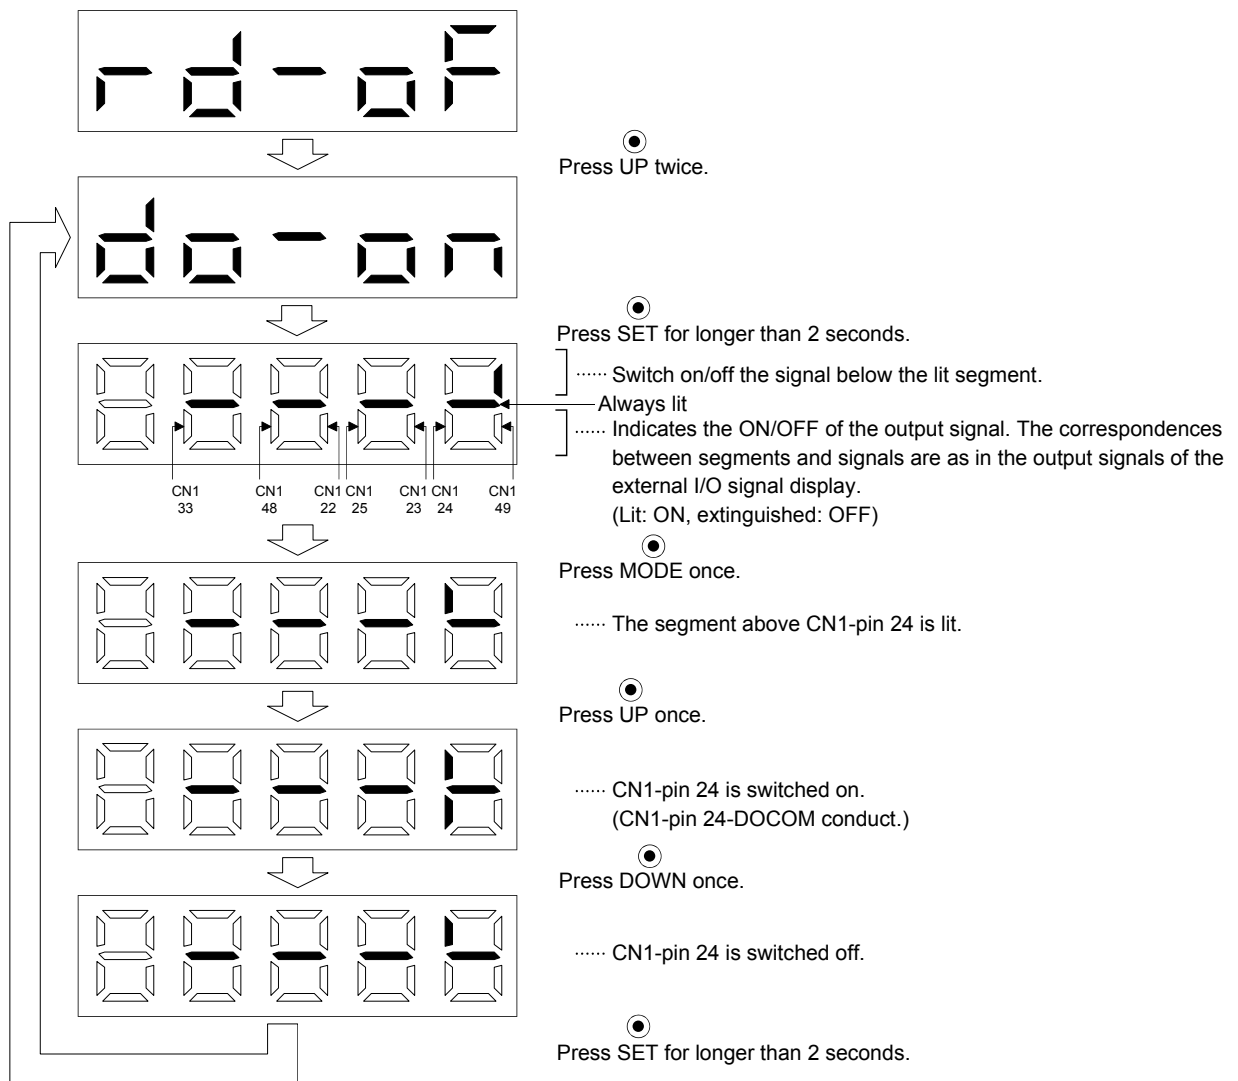 rd-oF
Press UP twice.
do-on
Press SET for longer than 2 seconds.
······ Switch on/off the signal below the lit segment.
Always lit
······ Indicates the ON/OFF of the output signal. The correspondences
between segments and signals are as in the output signals of the
external I/O signal display.
(Lit: ON, extinguished: OFF)
CN1 CN1 CN1 CN1 CN1 CN1 CN1
33 48 22 25 23 24 49
Press MODE once.
······ The segment above CN1-pin 24 is lit.
Press UP once.
······ CN1-pin 24 is switched on.
(CN1-pin 24-DOCOM conduct.)
Press DOWN once.
······ CN1-pin 24 is switched off.
Press SET for longer than 2 seconds.